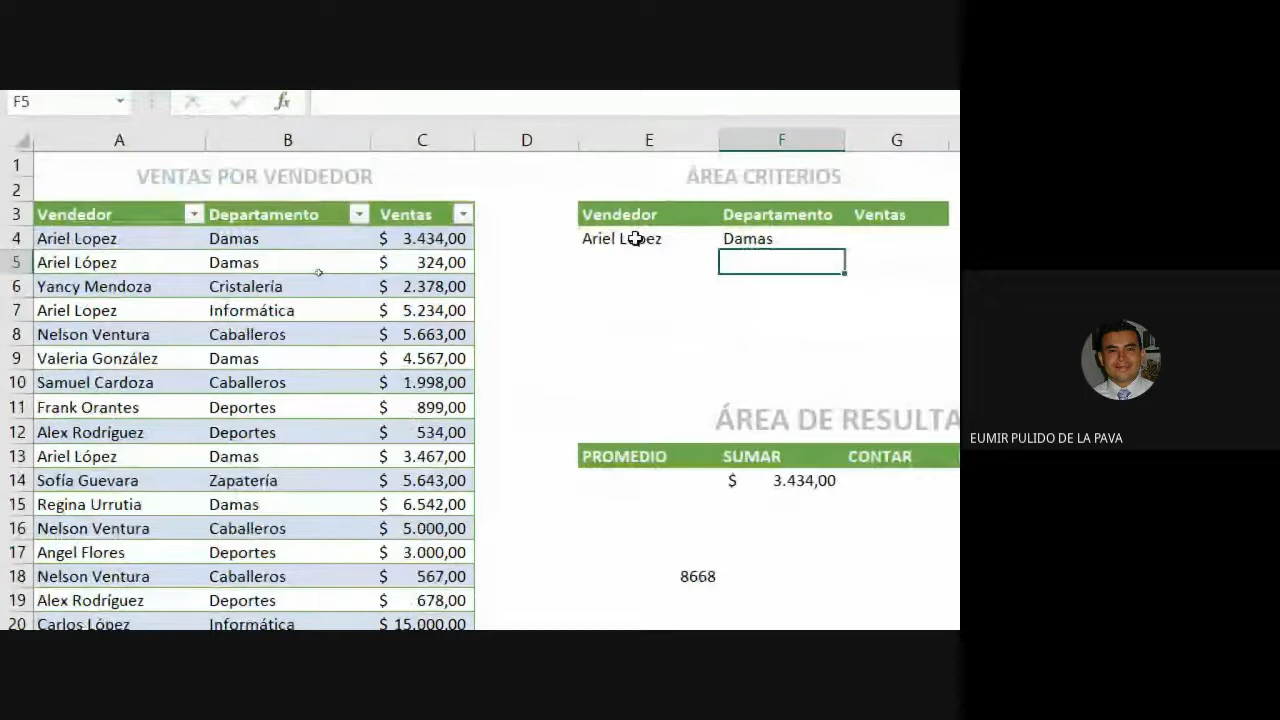 F5 fx
A B C D E F G
1 VENTAS POR VENDEDOR ÁREA CRITERIOS
2
3 Vendedor Departamento Ventas Vendedor Departamento Ventas
4 Ariel Lopez Damas $ 3.434,00 Ariel Lopez Damas
5 Ariel López Damas $ 324,00
6 Yancy Mendoza Cristalería $ 2.378,00
7 Ariel Lopez Informática $ 5.234,00
8 Nelson Ventura Caballeros $ 5.663,00
9 Valeria González Damas $ 4.567,00
10 Samuel Cardoza Caballeros $ 1.998,00
11 Frank Orantes Deportes $ 899,00
12 Alex Rodríguez Deportes $ 534,00 ÁREA DE RESULTA
13 Ariel López Damas $ 3.467,00 PROMEDIO SUMAR CONTAR
14 Sofía Guevara Zapatería $ 5.643,00 $ 3.434,00
15 Regina Urrutia Damas $ 6.542,00
16 Nelson Ventura Caballeros $ 5.000,00
17 Angel Flores Deportes $ 3.000,00
18 Nelson Ventura Caballeros $ 567,00 8668
19 Alex Rodríguez Deportes $ 678,00
20 Carlos López Informática $ 15.000,00
EUMIR PULIDO DE LA PAVA